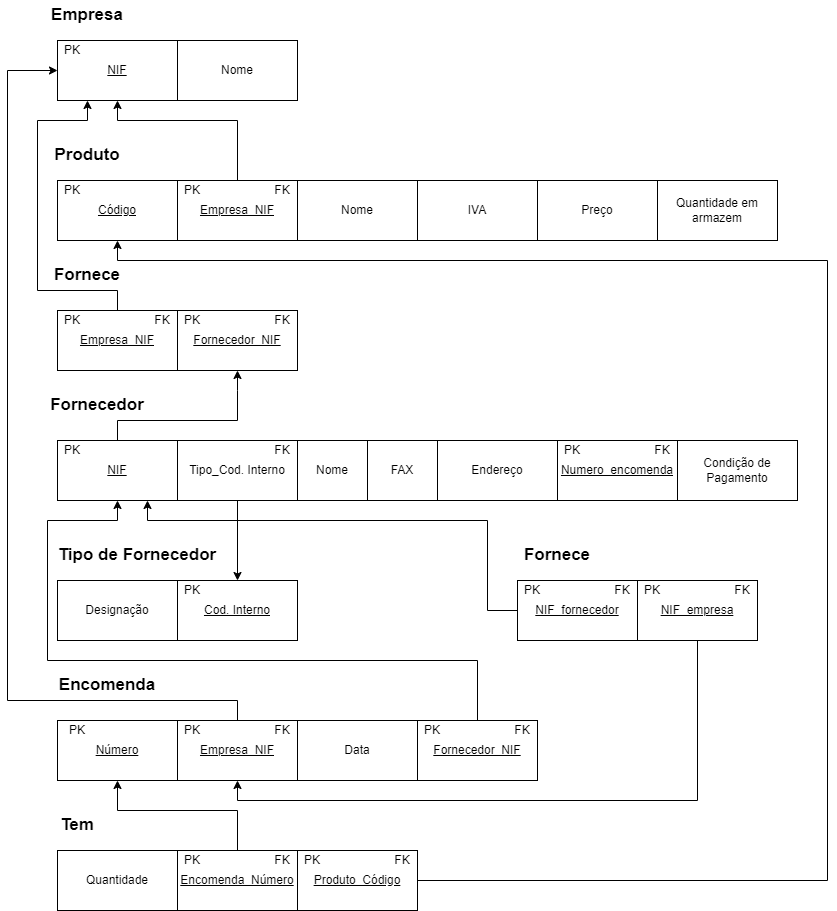 Empresa
PK
NIF
Nome
Produto
PK
Código
PK FK
Empresa_NIF
Nome
IVA
Preço
Quantidade em
armazem
Fornece
PK FK
Empresa_NIF
PK FK
Fornecedor_NIF
Fornecedor
PK
NIF
FK
Tipo_Cod. Interno
Nome
FAX
Endereço
PK FK
Numero_encomenda
Condição de
Pagamento
Tipo de Fornecedor
Designação
PK
Cod. Interno
Fornece
PK FK
NIF_fornecedor
PK FK
NIF_empresa
Encomenda
PK
Número
PK FK
Empresa_NIF
Data
PK FK
Fornecedor_NIF
Tem
Quantidade
PK FK
Encomenda_Número
PK FK
Produto_Código